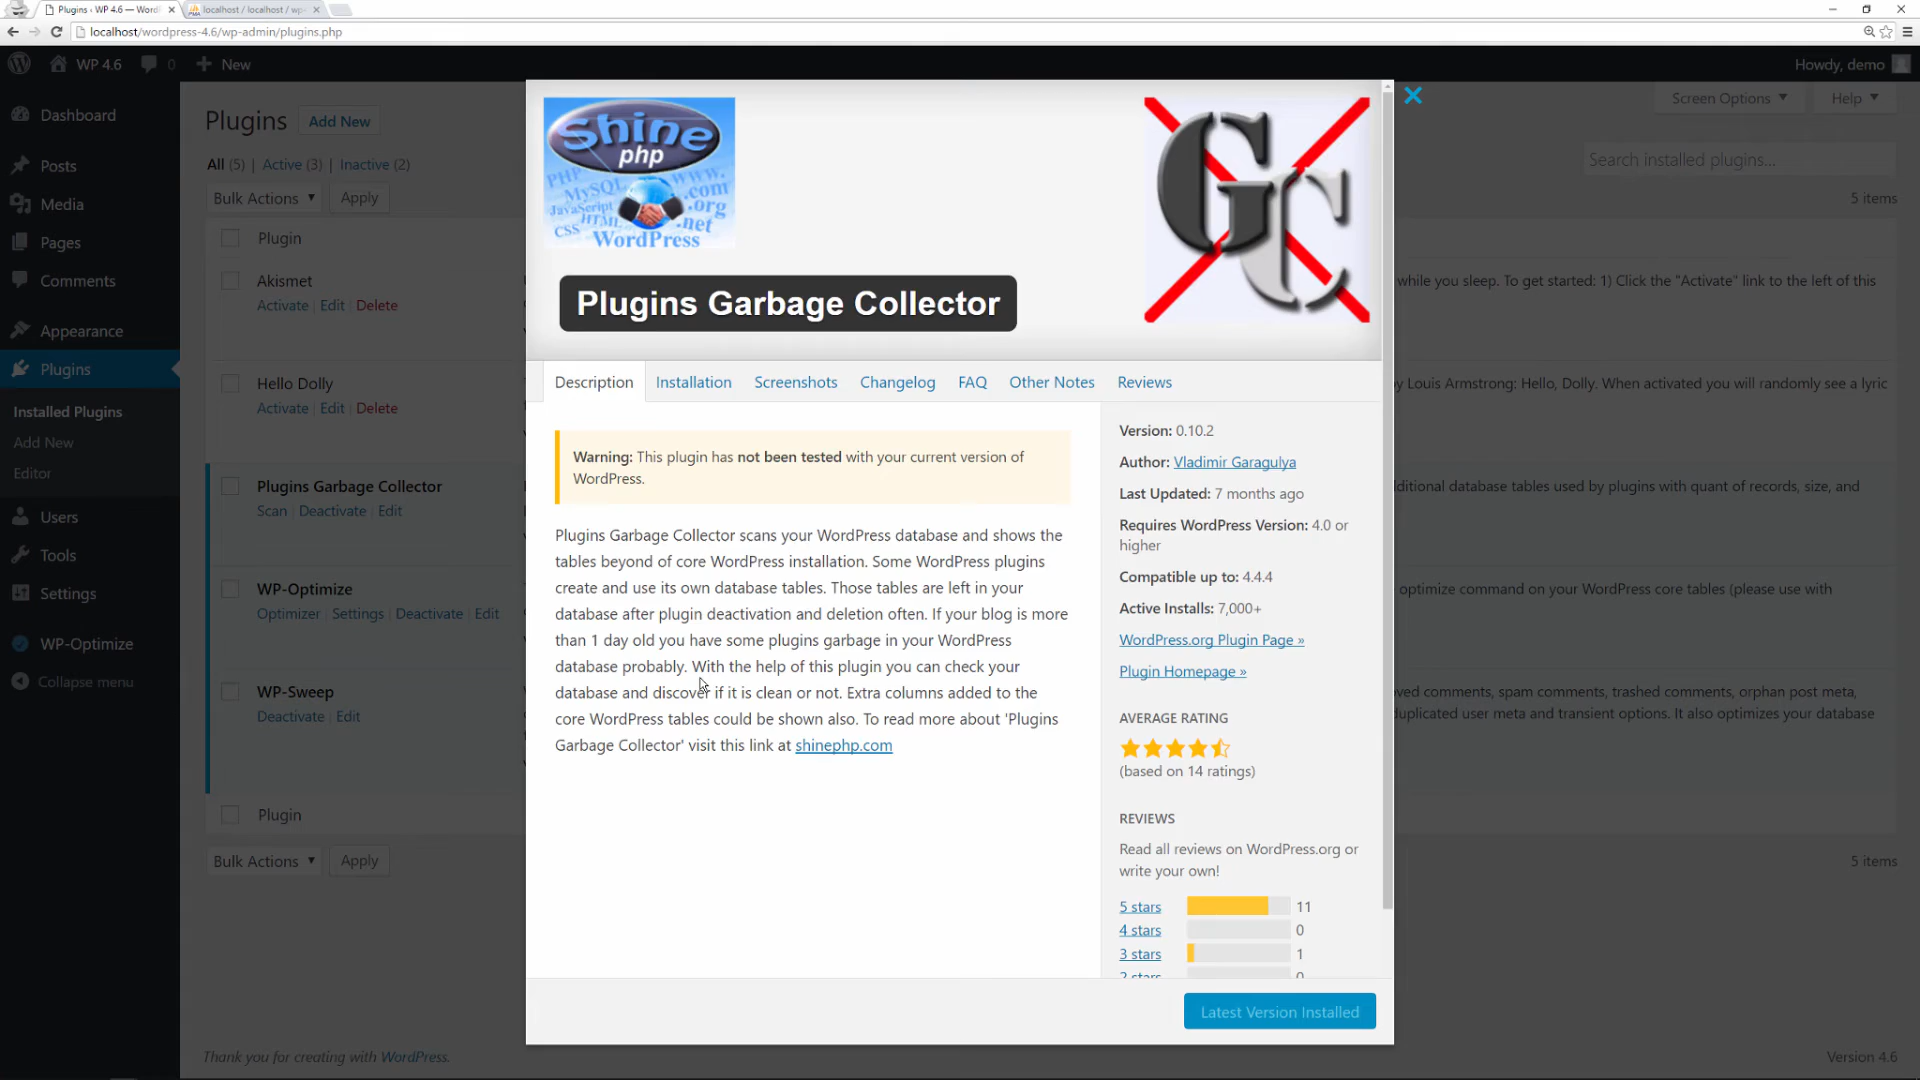 Plugins ‹ WP 4.6 — Word
localhost / localhost / wp-
localhost/wordpress-4.6/wp-admin/plugins.php
WP 4.6
0
New
Howdy, demo
Dashboard
Posts
Media
Pages
Comments
Appearance
Plugins
Installed Plugins
Add New
Editor
Users
Tools
Settings
WP-Optimize
Collapse menu
Plugins Add New
Screen Options
Help
All (5) | Active (3) | Inactive (2)
Search installed plugins...
Bulk Actions
Apply
5 items
Plugin
Akismet
Activate | Edit | Delete
while you sleep. To get started: 1) Click the "Activate" link to the left of this
Hello Dolly
Activate | Edit | Delete
y Louis Armstrong: Hello, Dolly. When activated you will randomly see a lyric
Plugins Garbage Collector
Scan | Deactivate | Edit
ditional database tables used by plugins with quant of records, size, and
WP-Optimize
Optimizer | Settings | Deactivate | Edit
optimize command on your WordPress core tables (please use with
WP-Sweep
Deactivate | Edit
oved comments, spam comments, trashed comments, orphan post meta,
uplicated user meta and transient options. It also optimizes your database
Plugin
Bulk Actions
Apply
5 items
Thank you for creating with WordPress.
Version 4.6
Shine
php
PHP
WWW.
MySQL
.com
JavaScript
.org
HTML
CSS
.net
WordPress
GC
Plugins Garbage Collector
Description
Installation
Screenshots
Changelog
FAQ
Other Notes
Reviews
Warning: This plugin has not been tested with your current version of
WordPress.
Plugins Garbage Collector scans your WordPress database and shows the
tables beyond of core WordPress installation. Some WordPress plugins
create and use its own database tables. Those tables are left in your
database after plugin deactivation and deletion often. If your blog is more
than 1 day old you have some plugins garbage in your WordPress
database probably. With the help of this plugin you can check your
database and discover if it is clean or not. Extra columns added to the
core WordPress tables could be shown also. To read more about 'Plugins
Garbage Collector' visit this link at shinephp.com
Version: 0.10.2
Author: Vladimir Garagulya
Last Updated: 7 months ago
Requires WordPress Version: 4.0 or
higher
Compatible up to: 4.4.4
Active Installs: 7,000+
WordPress.org Plugin Page »
Plugin Homepage »
AVERAGE RATING
(based on 14 ratings)
REVIEWS
Read all reviews on WordPress.org or
write your own!
5 stars 11
4 stars 0
3 stars 1
2 stars 0
Latest Version Installed